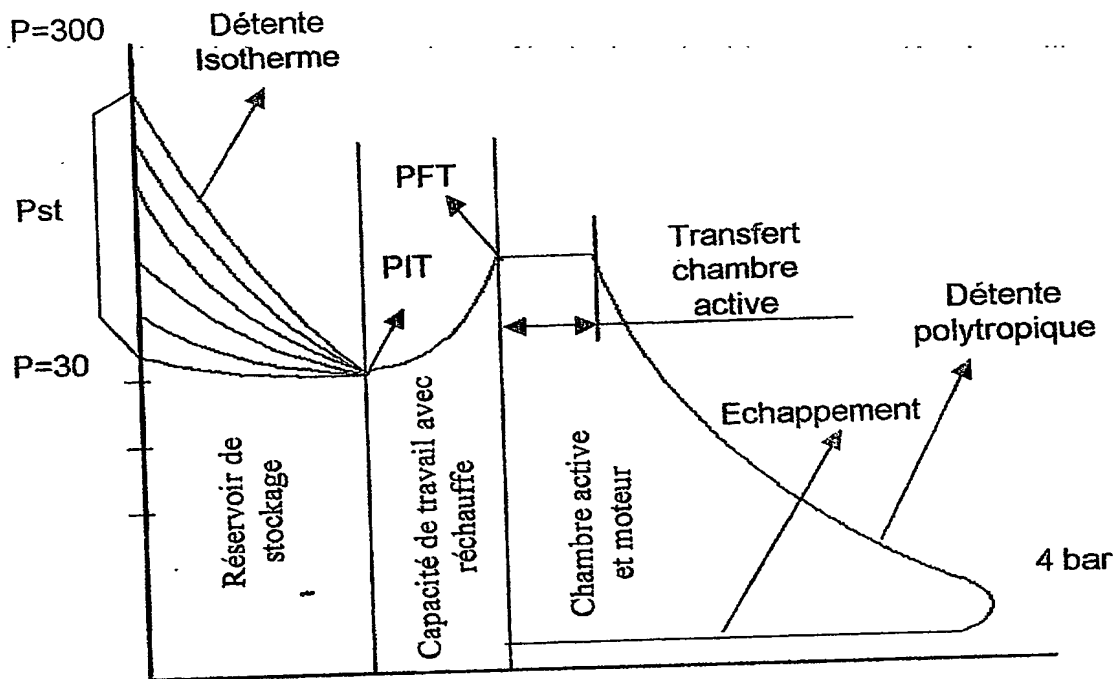 P=300
Détente
Isotherme
Pst
P=30
PIT
PFT
Transfert
chambre
active
Détente
polytropique
Echappement
4 bar
Réservoir de
stockage
Capacité de travail avec
réchauffe
Chambre active
et moteur